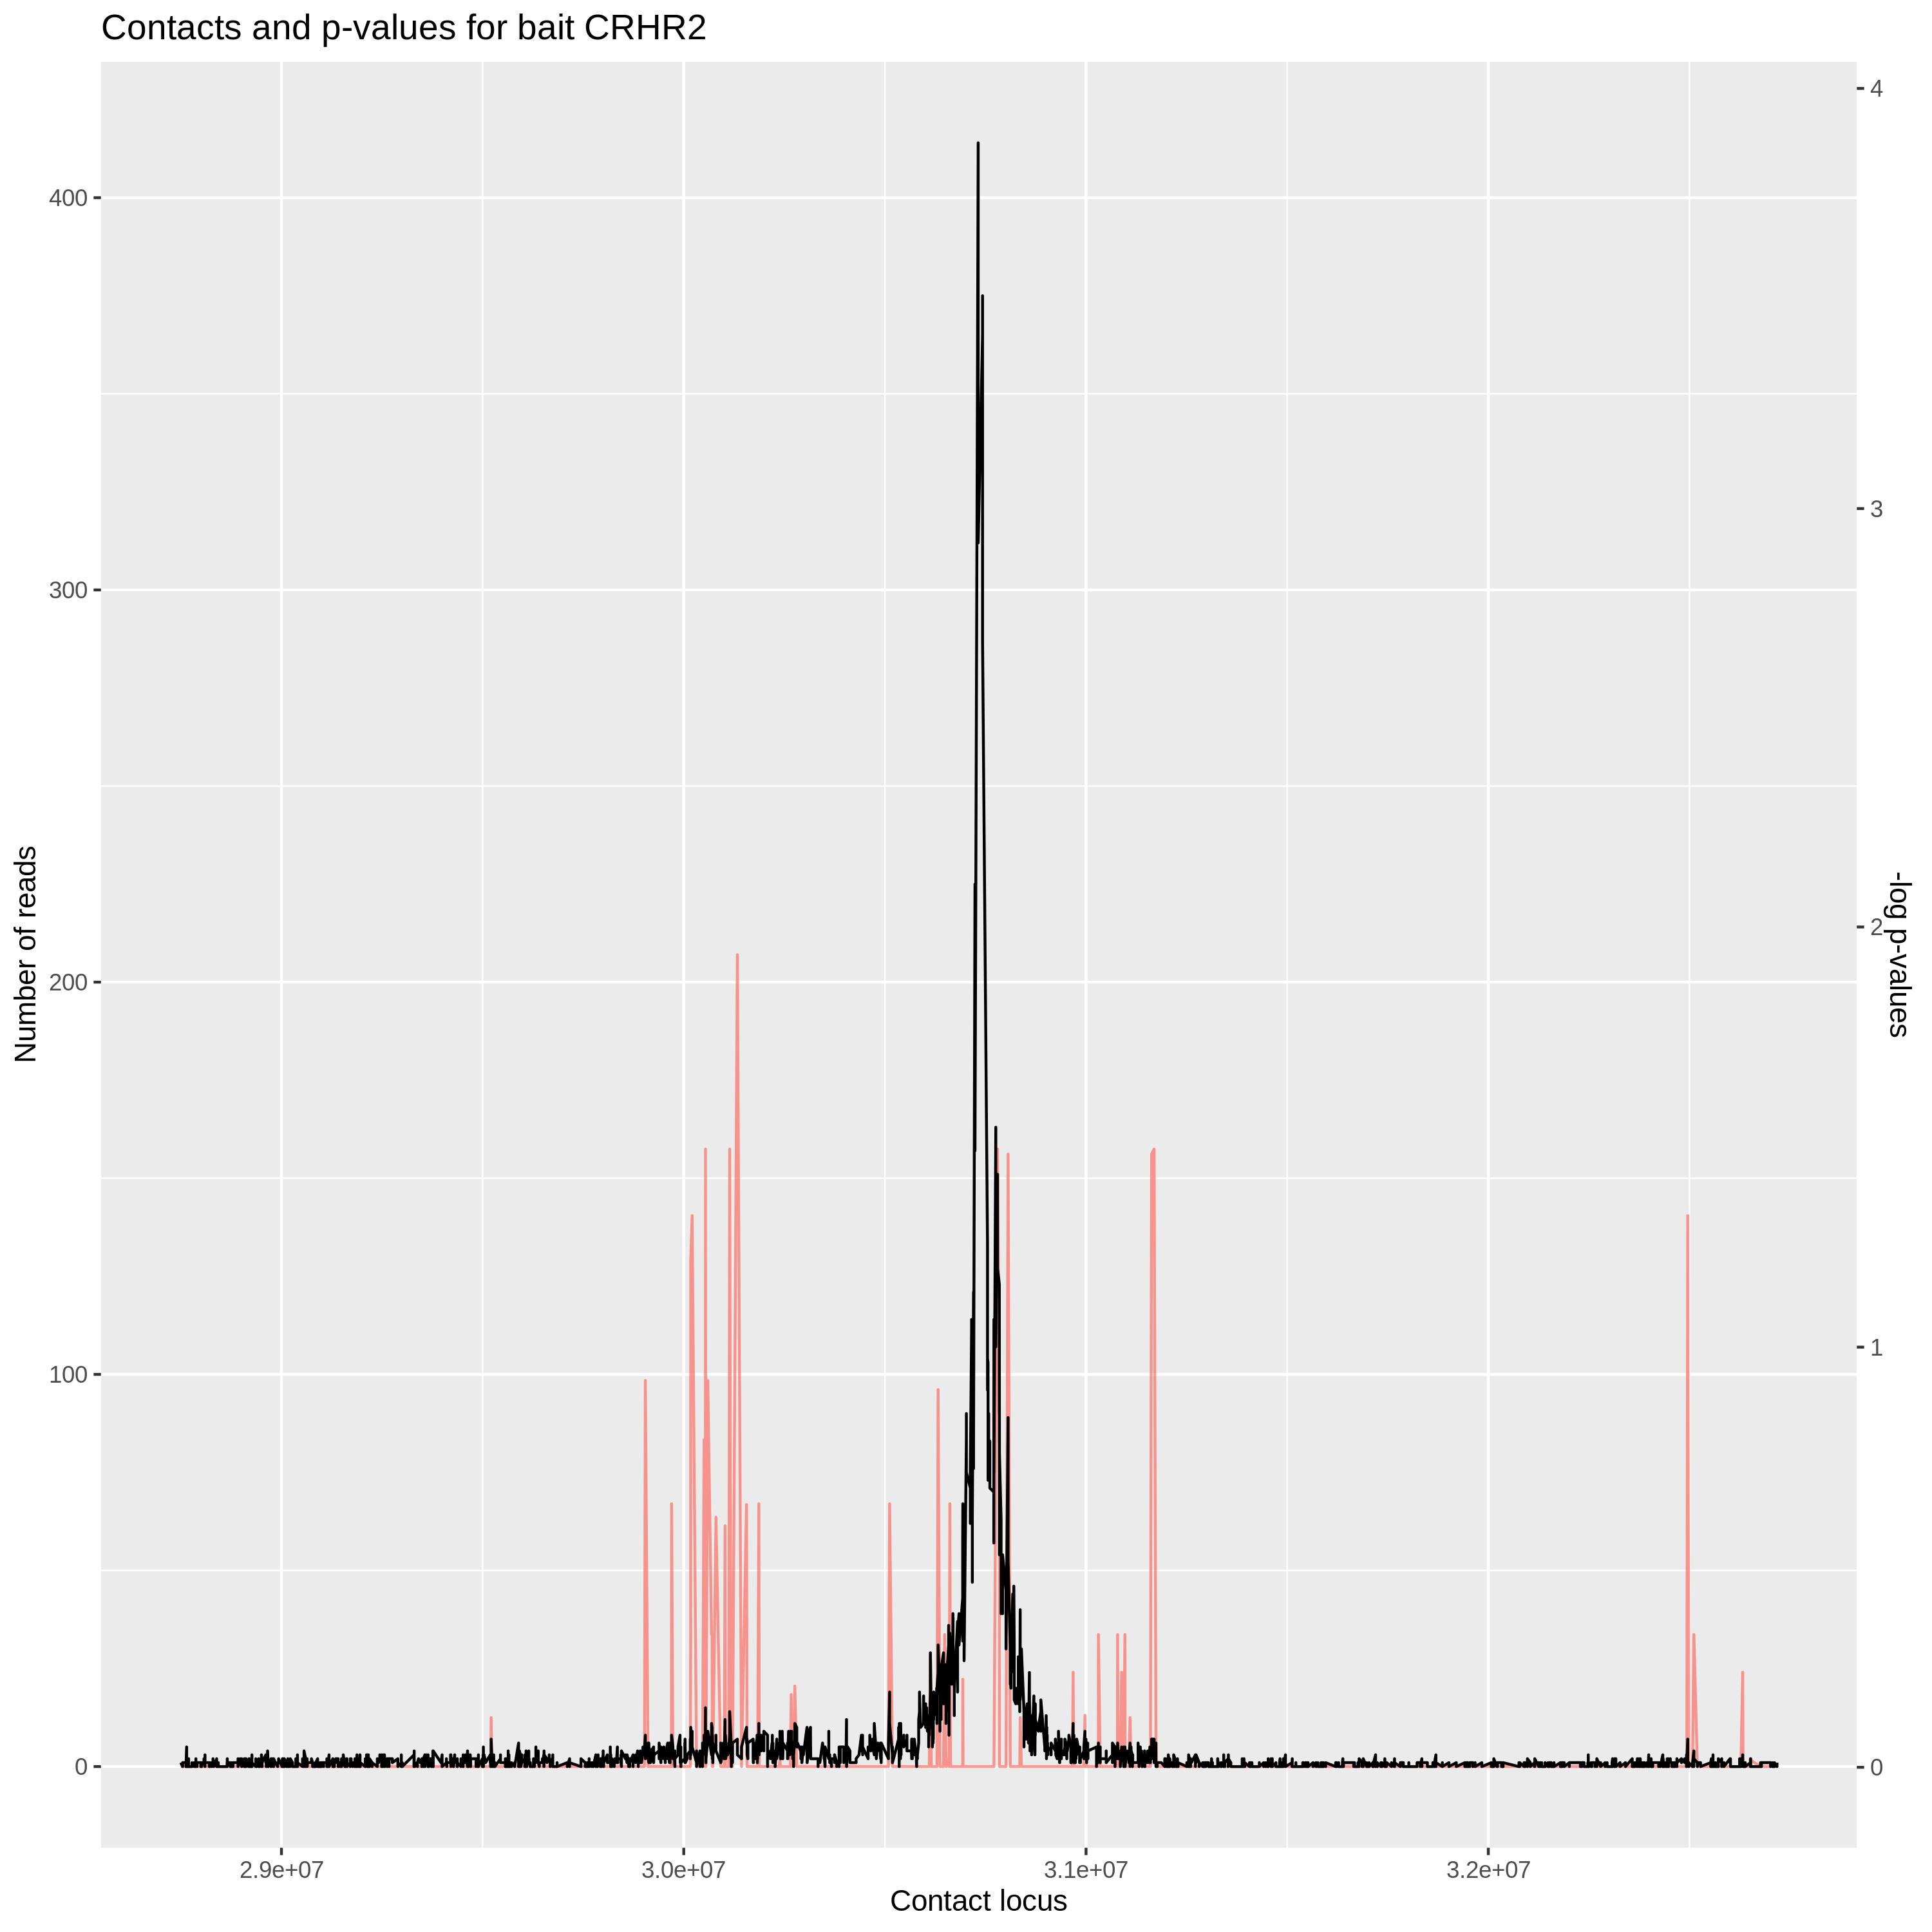 Contacts and p-values for bait CRHR2
400
300
200
100
0
Number of reads
4
3
2
1
0
-log p-values
2.9e+07 3.0e+07 3.1e+07 3.2e+07
Contact locus